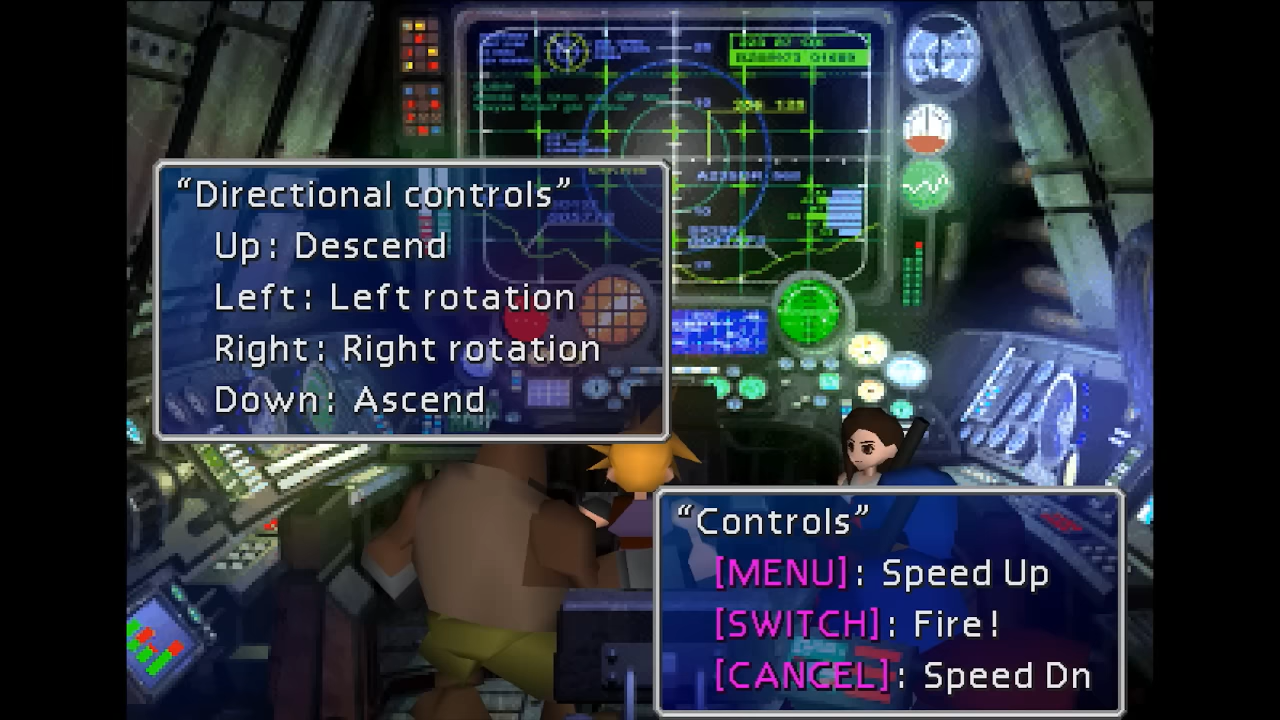 “Directional controls”
Up: Descend
Left: Left rotation
Right: Right rotation
Down: Ascend
“Controls”
[MENU]: Speed Up
[SWITCH]: Fire!
[CANCEL]: Speed Dn